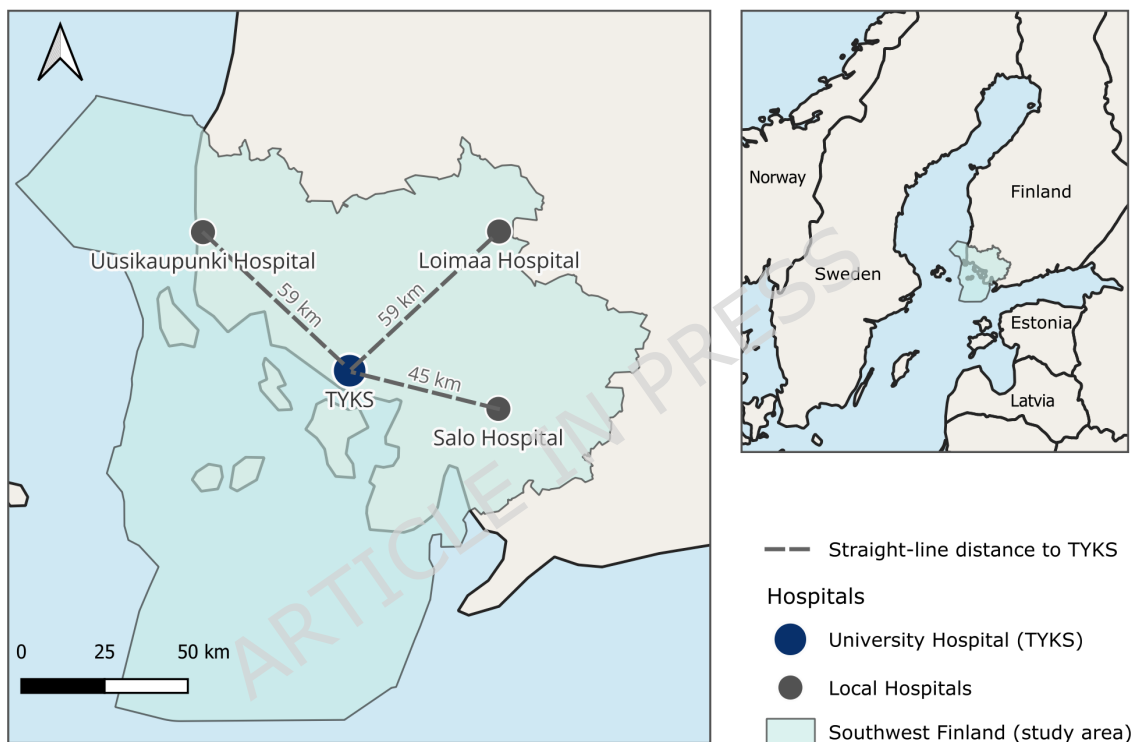 Uusikaupunki Hospital
Loimaa Hospital
59 km
59 km
45 km
TYKS
Salo Hospital
0 25 50 km
Norway
Finland
Sweden
Estonia
Latvia
Straight-line distance to TYKS
Hospitals
University Hospital (TYKS)
Local Hospitals
Southwest Finland (study area)
ARTICLE IN PRESS